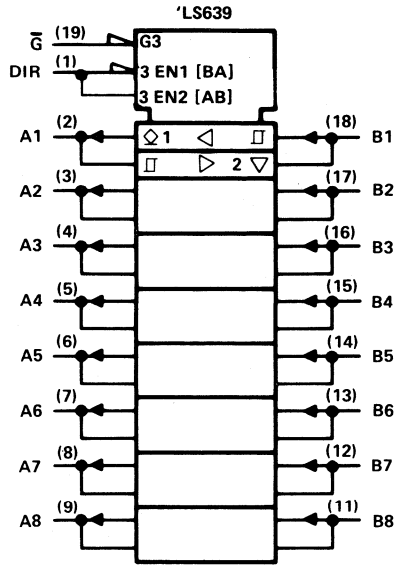 'LS639
G̅ (19) G3
DIR (1) 3 EN1 [BA]
3 EN2 [AB]
A1 (2) 1 (18) B1
2
A2 (3) (17) B2
A3 (4) (16) B3
A4 (5) (15) B4
A5 (6) (14) B5
A6 (7) (13) B6
A7 (8) (12) B7
A8 (9) (11) B8